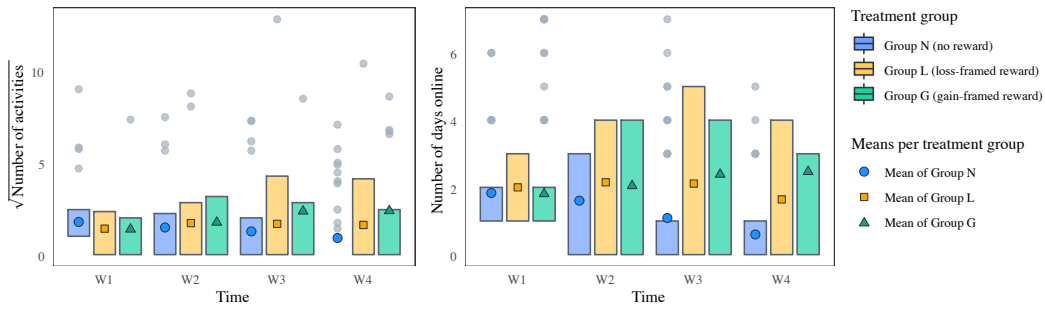 √Number of activities
10
5
0
W1
W2
W3
W4
Time
Number of days online
6
4
2
0
W1
W2
W3
W4
Time
Treatment group
Group N (no reward)
Group L (loss-framed reward)
Group G (gain-framed reward)
Means per treatment group
Mean of Group N
Mean of Group L
Mean of Group G